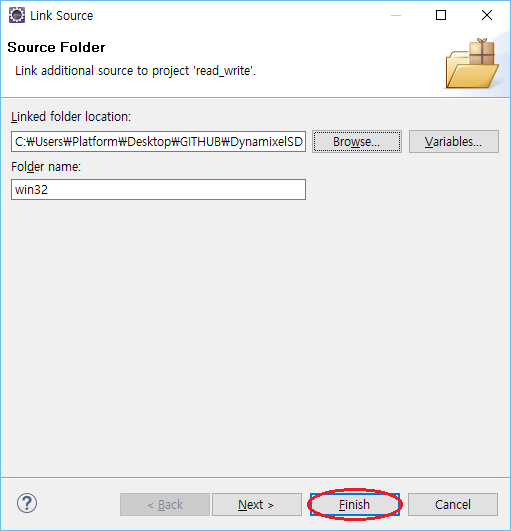 Link Source
Source Folder
Link additional source to project 'read_write'.
Linked folder location:
C:₩Users₩Platform₩Desktop₩GITHUB₩DynamixelSD
Browse...
Variables...
Folder name:
win32
?
< Back
Next >
Finish
Cancel